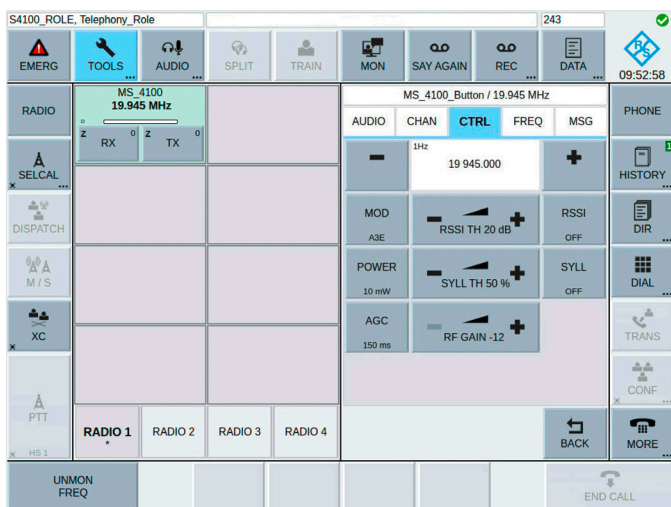 S4100_ROLE, Telephony_Role
243
EMERG
TOOLS
AUDIO
SPLIT
TRAIN
MON
SAY AGAIN
REC
DATA
R&S
09:52:58
RADIO
SELCAL
DISPATCH
M / S
XC
PTT
HS 1
MS_4100
19.945 MHz
Z RX 0
Z TX 0
RADIO 1
*
RADIO 2
RADIO 3
RADIO 4
MS_4100_Button / 19.945 MHz
AUDIO
CHAN
CTRL
FREQ
MSG
1Hz
19 945.000
MOD
A3E
RSSI TH 20 dB
RSSI
OFF
POWER
10 mW
SYLL TH 50 %
SYLL
OFF
AGC
150 ms
RF GAIN -12
BACK
PHONE
1
HISTORY
DIR
DIAL
TRANS
CONF
MORE
UNMON
FREQ
END CALL